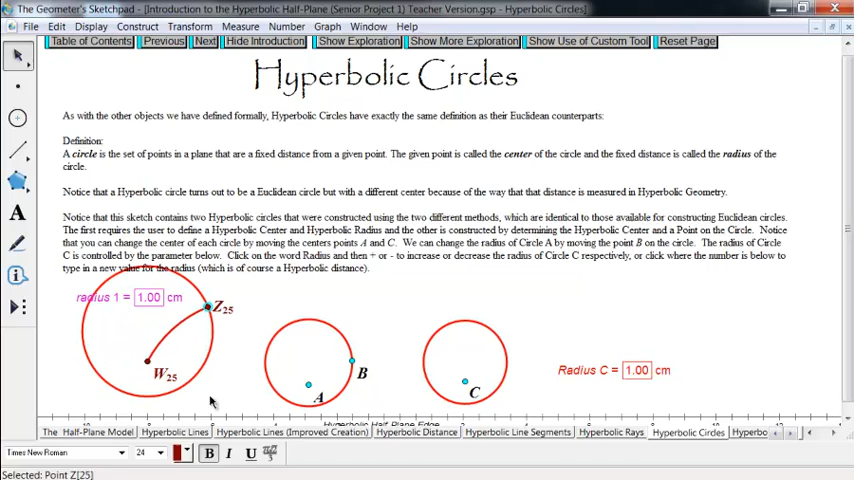 The Geometer's Sketchpad - [Introduction to the Hyperbolic Half-Plane (Senior Project 1) Teacher Version.gsp - Hyperbolic Circles]
File Edit Display Construct Transform Measure Number Graph Window Help
Table of Contents Previous Next Hide Introduction Show Exploration Show More Exploration Show Use of Custom Tool Reset Page
Hyperbolic Circles
As with the other objects we have defined formally, Hyperbolic Circles have exactly the same definition as their Euclidean counterparts:
Definition:
A circle is the set of points in a plane that are a fixed distance from a given point. The given point is called the center of the circle and the fixed distance is called the radius of the
circle.
Notice that a Hyperbolic circle turns out to be a Euclidean circle but with a different center because of the way that that distance is measured in Hyperbolic Geometry.
Notice that this sketch contains two Hyperbolic circles that were constructed using the two different methods, which are identical to those available for constructing Euclidean circles.
The first requires the user to define a Hyperbolic Center and Hyperbolic Radius and the other is constructed by determining the Hyperbolic Center and a Point on the Circle. Notice
that you can change the center of each circle by moving the centers points A and C. We can change the radius of Circle A by moving the point B on the circle. The radius of Circle
C is controlled by the parameter below. Click on the word Radius and then + or - to increase or decrease the radius of Circle C respectively, or click where the number is below to
type in a new value for the radius (which is of course a Hyperbolic distance).
radius 1 = 1.00 cm
Z25
W25
A
B
C
Radius C = 1.00 cm
Hyperbolic Half Plane Edge
The Half-Plane Model Hyperbolic Lines Hyperbolic Lines (Improved Creation) Hyperbolic Distance Hyperbolic Line Segments Hyperbolic Rays Hyperbolic Circles Hyperbo
Times New Roman 24 B I U
Selected: Point Z[25]